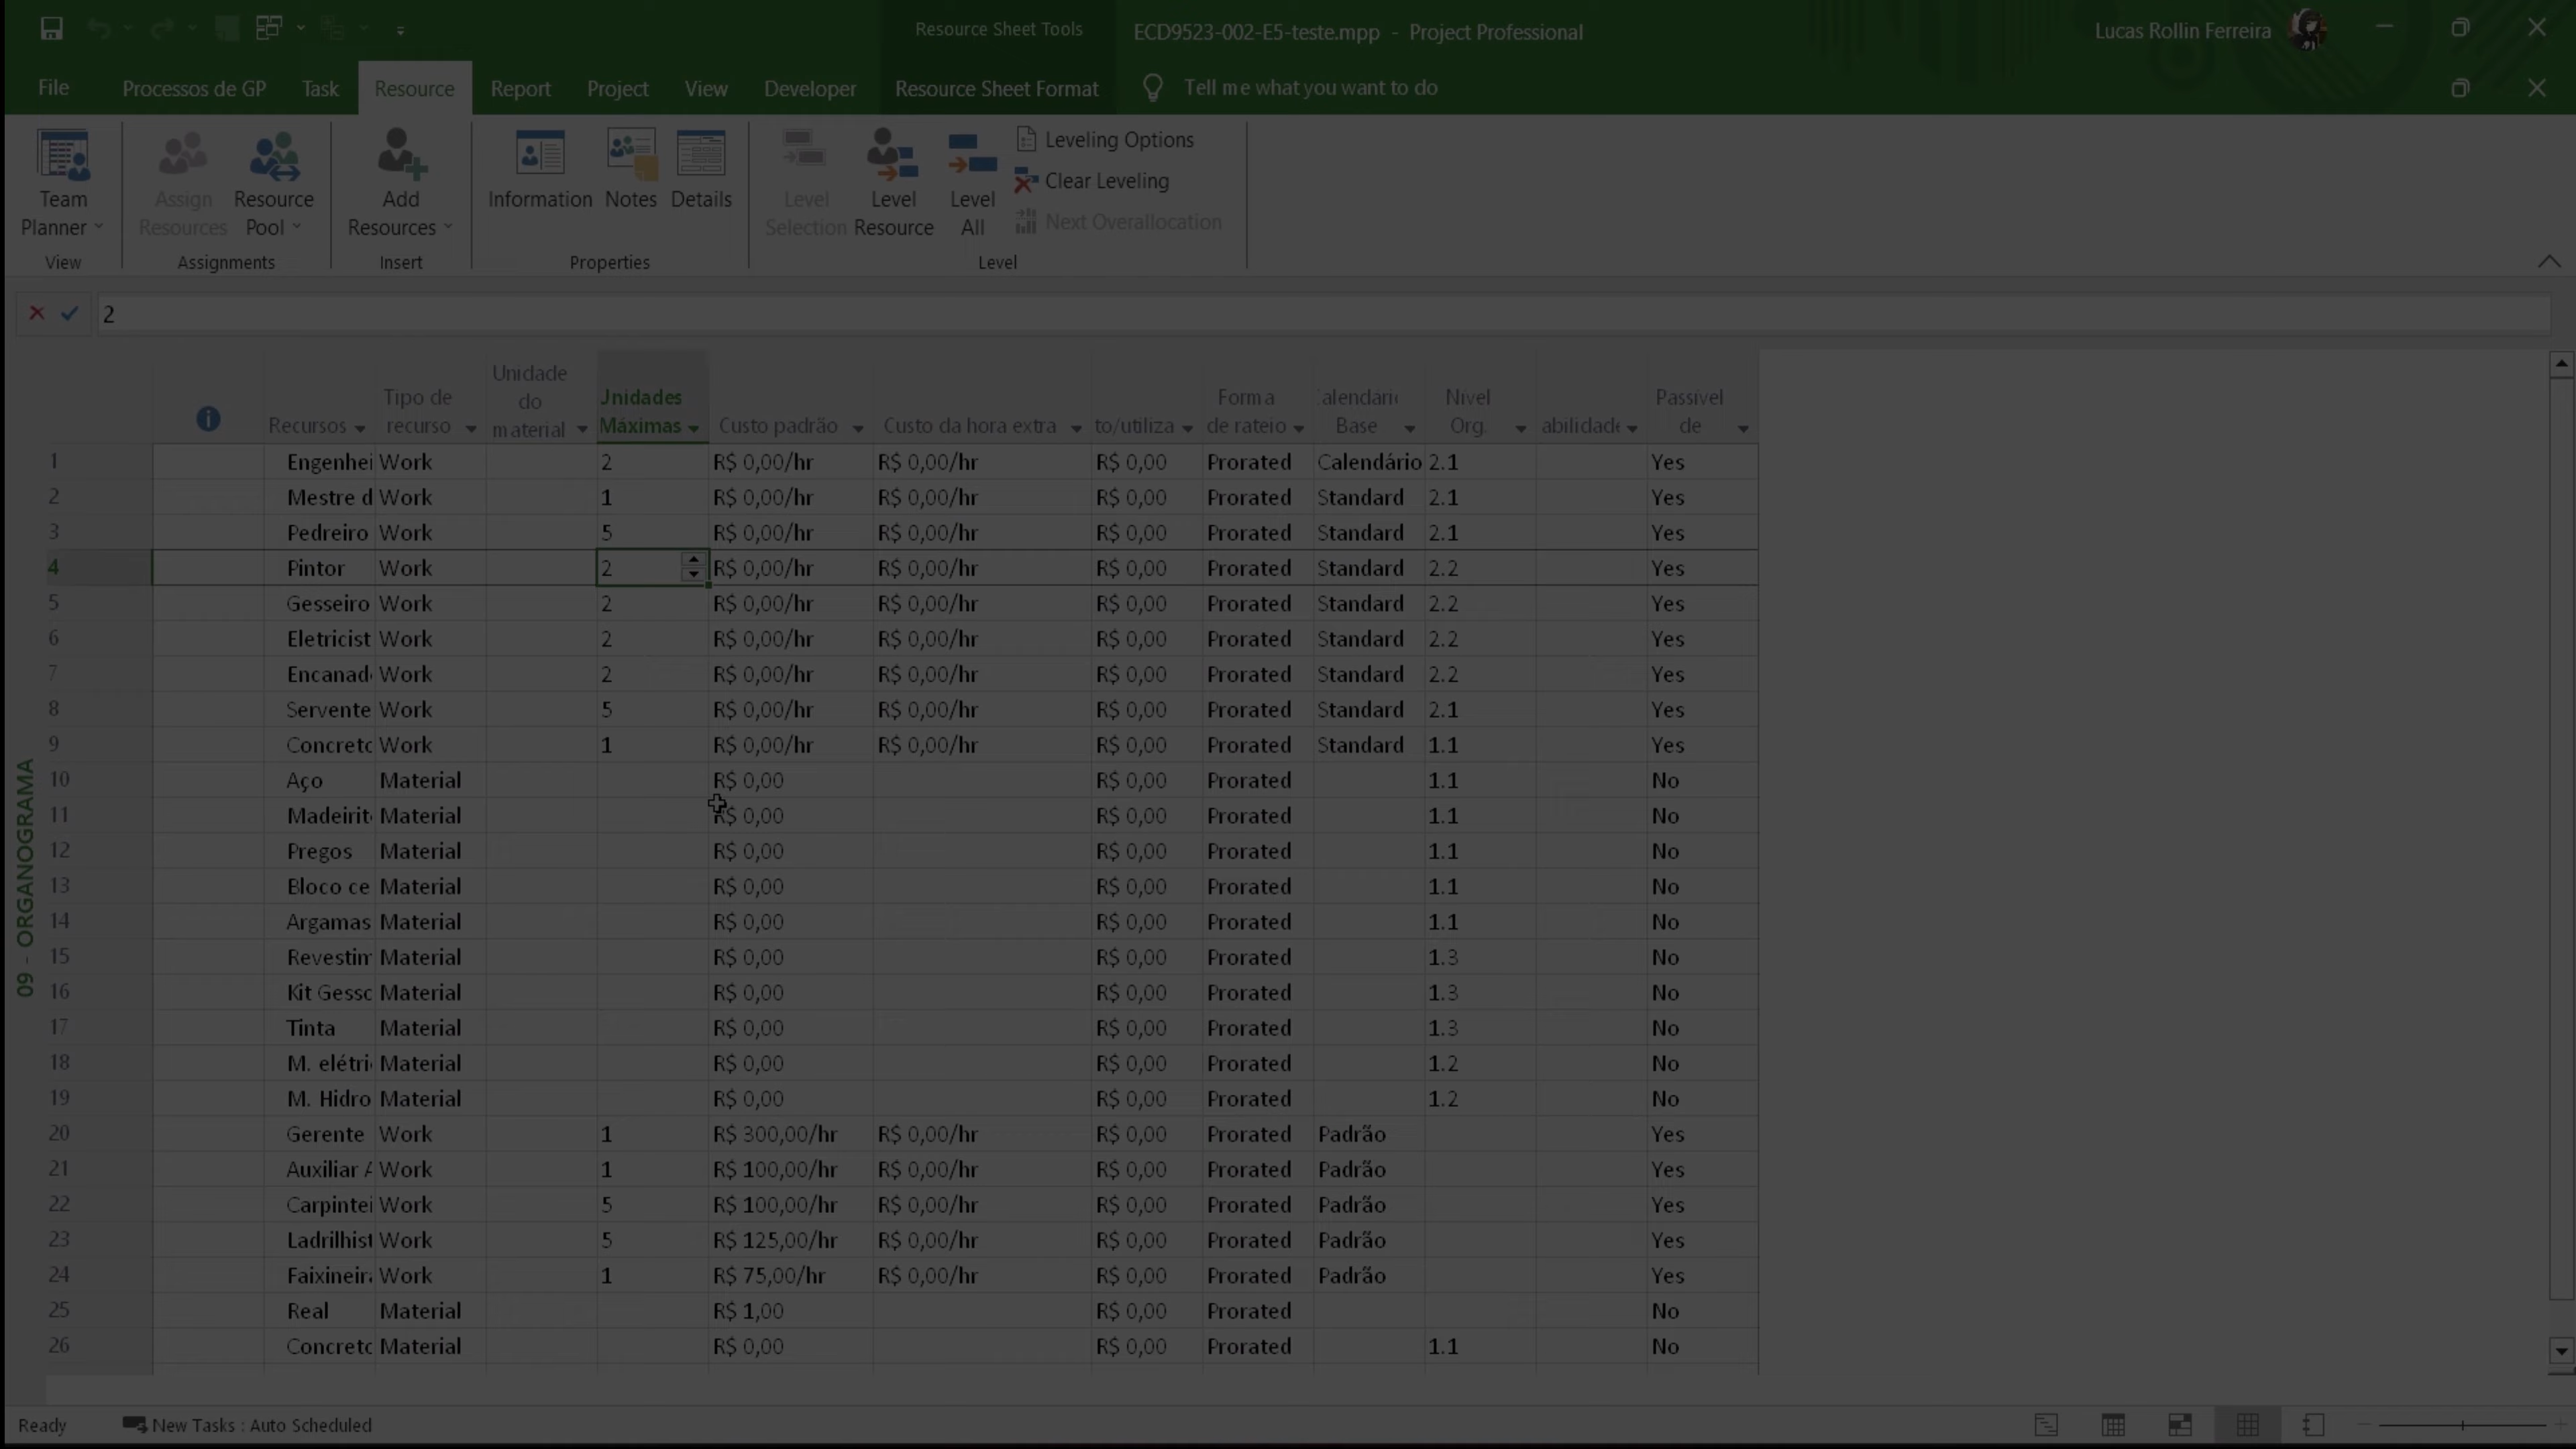 Resource Sheet Tools
ECD9523-002-E5-teste.mpp - Project Professional
Lucas Rollin Ferreira
File Processos de GP Task Resource Report Project View Developer Resource Sheet Format Tell me what you want to do
Team Planner
Assign Resources
Resource Pool
Add Resources
Information
Notes
Details
Level Selection
Level Resource
Level All
Leveling Options
Clear Leveling
Next Overallocation
View Assignments Insert Properties Level
2
Recursos
Tipo de recurso
Unidade do material
Jnidades Máximas
Custo padrão
Custo da hora extra
to/utiliza
Forma de rateio
alendári
Base
Nível Org.
abilidade
Passível de
1 Engenhei Work 2 R$ 0,00/hr R$ 0,00/hr R$ 0,00 Prorated Calendário 2.1 Yes
2 Mestre d Work 1 R$ 0,00/hr R$ 0,00/hr R$ 0,00 Prorated Standard 2.1 Yes
3 Pedreiro Work 5 R$ 0,00/hr R$ 0,00/hr R$ 0,00 Prorated Standard 2.1 Yes
4 Pintor Work 2 R$ 0,00/hr R$ 0,00/hr R$ 0,00 Prorated Standard 2.2 Yes
5 Gesseiro Work 2 R$ 0,00/hr R$ 0,00/hr R$ 0,00 Prorated Standard 2.2 Yes
6 Eletricist Work 2 R$ 0,00/hr R$ 0,00/hr R$ 0,00 Prorated Standard 2.2 Yes
7 Encanad Work 2 R$ 0,00/hr R$ 0,00/hr R$ 0,00 Prorated Standard 2.2 Yes
8 Servente Work 5 R$ 0,00/hr R$ 0,00/hr R$ 0,00 Prorated Standard 2.1 Yes
9 Concreto Work 1 R$ 0,00/hr R$ 0,00/hr R$ 0,00 Prorated Standard 1.1 Yes
10 Aço Material R$ 0,00 R$ 0,00 Prorated 1.1 No
11 Madeirit Material R$ 0,00 R$ 0,00 Prorated 1.1 No
12 Pregos Material R$ 0,00 R$ 0,00 Prorated 1.1 No
13 Bloco ce Material R$ 0,00 R$ 0,00 Prorated 1.1 No
14 Argamas Material R$ 0,00 R$ 0,00 Prorated 1.1 No
15 Revestim Material R$ 0,00 R$ 0,00 Prorated 1.3 No
16 Kit Gesso Material R$ 0,00 R$ 0,00 Prorated 1.3 No
17 Tinta Material R$ 0,00 R$ 0,00 Prorated 1.3 No
18 M. elétri Material R$ 0,00 R$ 0,00 Prorated 1.2 No
19 M. Hidro Material R$ 0,00 R$ 0,00 Prorated 1.2 No
20 Gerente Work 1 R$ 300,00/hr R$ 0,00/hr R$ 0,00 Prorated Padrão Yes
21 Auxiliar A Work 1 R$ 100,00/hr R$ 0,00/hr R$ 0,00 Prorated Padrão Yes
22 Carpintei Work 5 R$ 100,00/hr R$ 0,00/hr R$ 0,00 Prorated Padrão Yes
23 Ladrilhist Work 5 R$ 125,00/hr R$ 0,00/hr R$ 0,00 Prorated Padrão Yes
24 Faixineira Work 1 R$ 75,00/hr R$ 0,00/hr R$ 0,00 Prorated Padrão Yes
25 Real Material R$ 1,00 R$ 0,00 Prorated No
26 Concreto Material R$ 0,00 R$ 0,00 Prorated 1.1 No
09 - ORGANOGRAMA
Ready New Tasks : Auto Scheduled